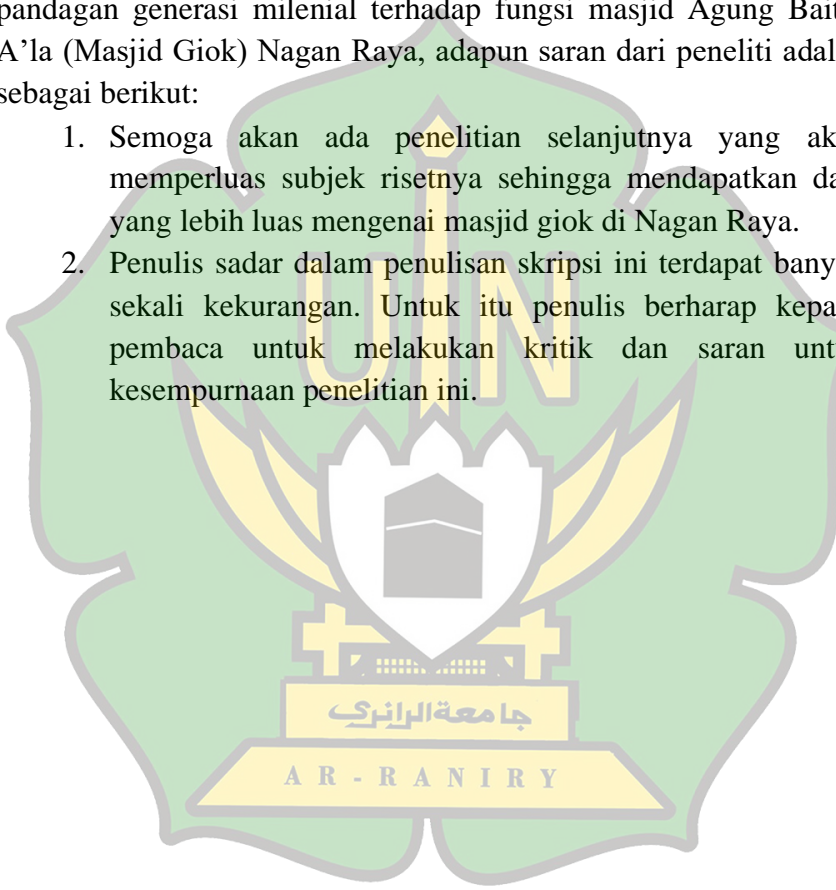 pandagan generasi milenial terhadap fungsi masjid Agung Bait
A’la (Masjid Giok) Nagan Raya, adapun saran dari peneliti adal
sebagai berikut:
1. Semoga akan ada penelitian selanjutnya yang ak
memperluas subjek risetnya sehingga mendapatkan da
yang lebih luas mengenai masjid giok di Nagan Raya.
2. Penulis sadar dalam penulisan skripsi ini terdapat bany
sekali kekurangan. Untuk itu penulis berharap kepa
pembaca untuk melakukan kritik dan saran unt
kesempurnaan penelitian ini.
UIN
جامعة الرانري
AR-RANIRY